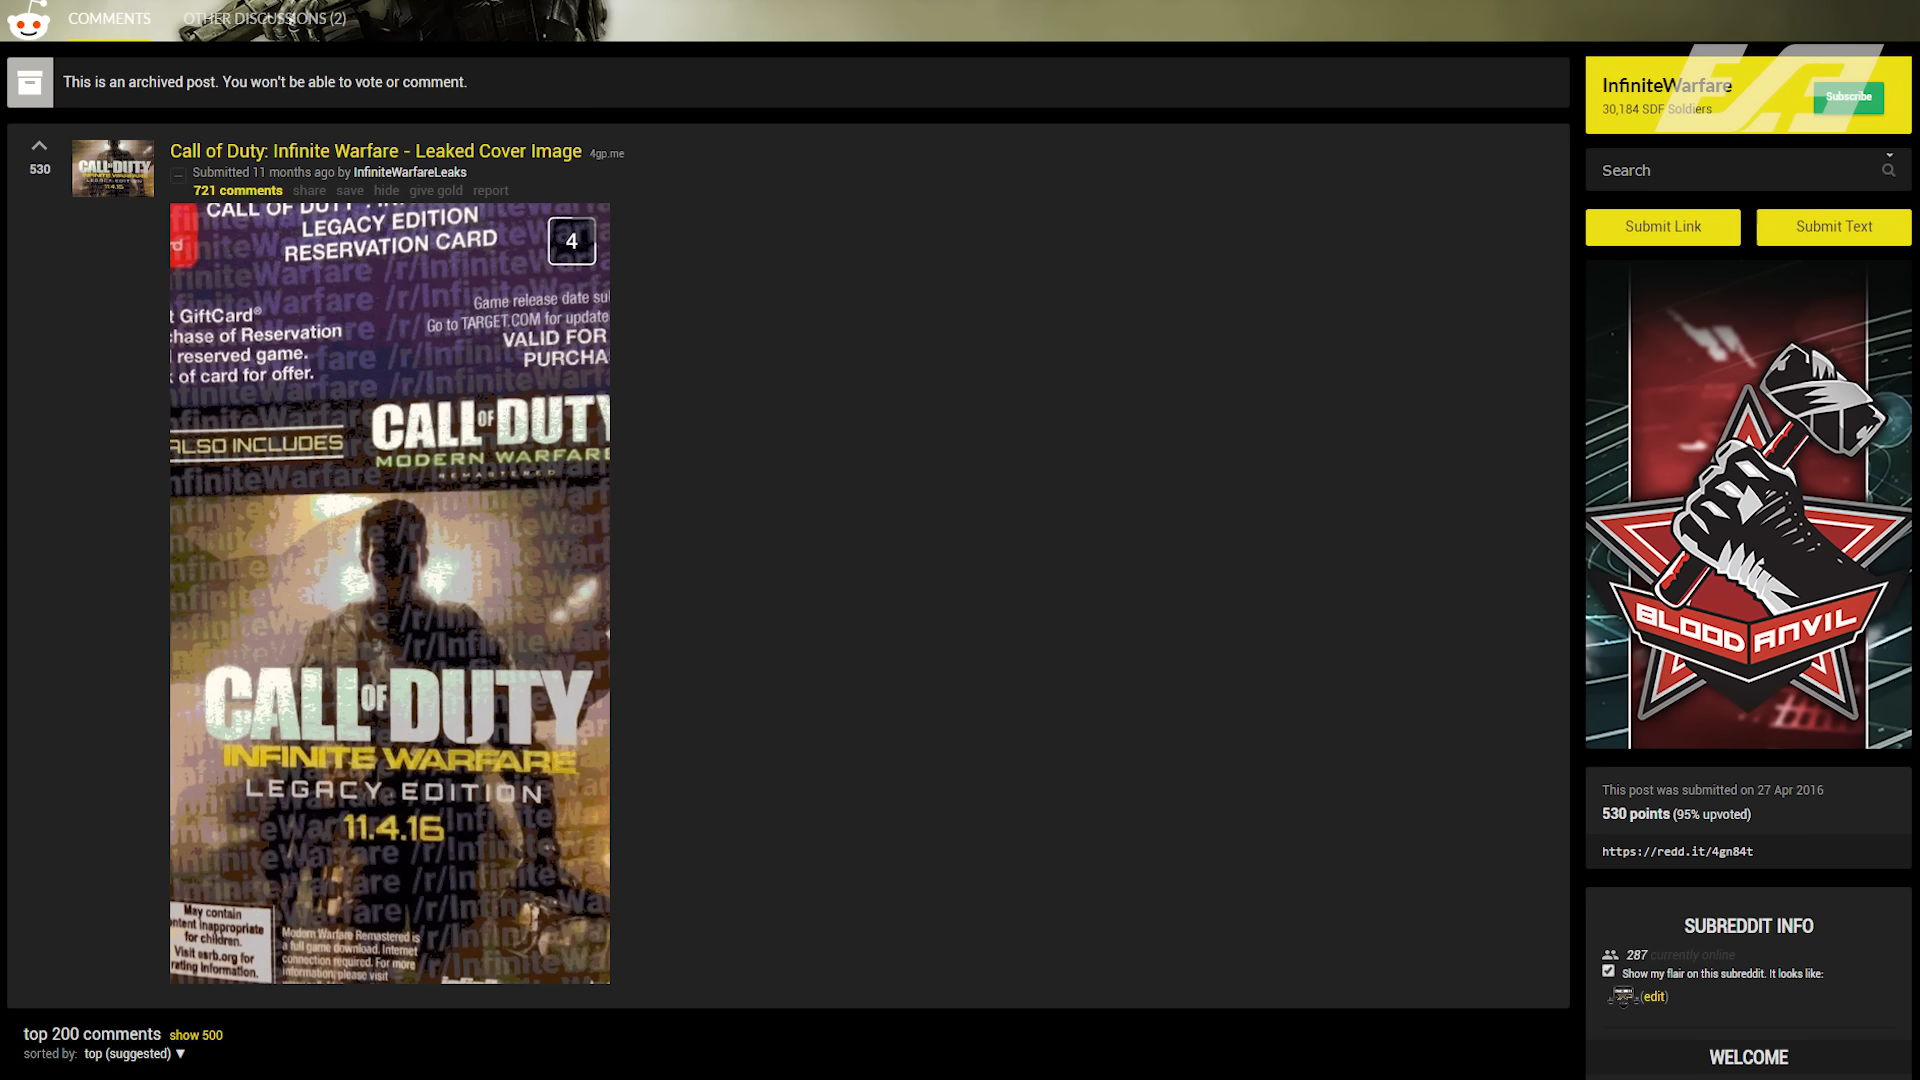 COMMENTS
OTHER DISCUSSIONS (2)
This is an archived post. You won't be able to vote or comment.
530
Call of Duty: Infinite Warfare - Leaked Cover Image 4gp.me
Submitted 11 months ago by InfiniteWarfareLeaks
721 comments share save hide give gold report
LEGACY EDITION
RESERVATION CARD
4
Game release date su
Go to TARGET.COM for update
VALID FOR
PURCHA
t GiftCard®
hase of Reservation
reserved game.
of card for offer.
ALSO INCLUDES
CALL OF DUTY
MODERN WARFARE
REMASTERED
CALL OF DUTY
INFINITE WARFARE
LEGACY EDITION
11.4.16
May contain
ntent inappropriate
for children.
Visit esrb.org for
rating information.
Modern Warfare Remastered is
a full game download. Internet
connection required. For more
information, please visit
/r/InfiniteWarfare
top 200 comments show 500
sorted by: top (suggested) ▼
InfiniteWarfare
30,184 SDF Soldiers
Subscribe
Search
Submit Link
Submit Text
BLOOD ANVIL
This post was submitted on 27 Apr 2016
530 points (95% upvoted)
https://redd.it/4gn84t
SUBREDDIT INFO
287 currently online
Show my flair on this subreddit. It looks like:
(edit)
WELCOME